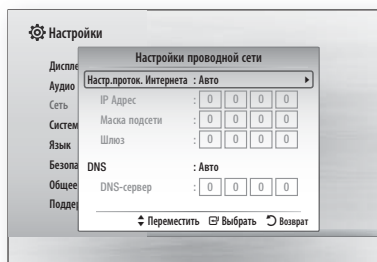 Настройки
Настройки проводной сети
Диспле
Настр.проток. Интернета : Авто
Аудио
IP Адрес : 0 0 0 0
Сеть
Маска подсети : 0 0 0 0
Систем
Шлюз : 0 0 0 0
Язык
Безопа
DNS : Авто
Общее
DNS-сервер : 0 0 0 0
Поддер
Переместить Выбрать Возврат